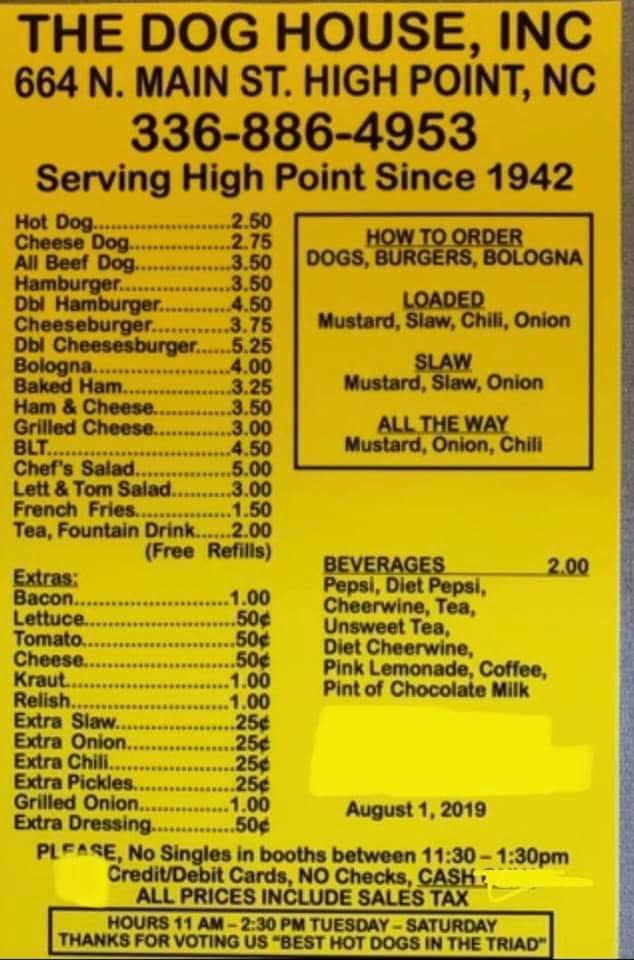 THE DOG HOUSE, INC
664 N. MAIN ST. HIGH POINT, NC
336-886-4953
Serving High Point Since 1942
Hot Dog..........................2.50
Cheese Dog....................2.75
All Beef Dog....................3.50
Hamburger......................3.50
Dbl Hamburger...............4.50
Cheeseburger.................3.75
Dbl Cheesesburger.........5.25
Bologna..........................4.00
Baked Ham.....................3.25
Ham & Cheese................3.50
Grilled Cheese................3.00
BLT.................................4.50
Chef's Salad...................5.00
Lett & Tom Salad............3.00
French Fries...................1.50
Tea, Fountain Drink......2.00
(Free Refills)
Extras:
Bacon.............................1.00
Lettuce............................50¢
Tomato............................50¢
Cheese............................50¢
Kraut...............................1.00
Relish..............................1.00
Extra Slaw......................25¢
Extra Onion....................25¢
Extra Chili.......................25¢
Extra Pickles..................25¢
Grilled Onion.................1.00
Extra Dressing...............50¢
HOW TO ORDER
DOGS, BURGERS, BOLOGNA
LOADED
Mustard, Slaw, Chili, Onion
SLAW
Mustard, Slaw, Onion
ALL THE WAY
Mustard, Onion, Chili
BEVERAGES 2.00
Pepsi, Diet Pepsi,
Cheerwine, Tea,
Unsweet Tea,
Diet Cheerwine,
Pink Lemonade, Coffee,
Pint of Chocolate Milk
August 1, 2019
PLEASE, No Singles in booths between 11:30 – 1:30pm
Credit/Debit Cards, NO Checks, CASH
ALL PRICES INCLUDE SALES TAX
HOURS 11 AM – 2:30 PM TUESDAY – SATURDAY
THANKS FOR VOTING US "BEST HOT DOGS IN THE TRIAD"